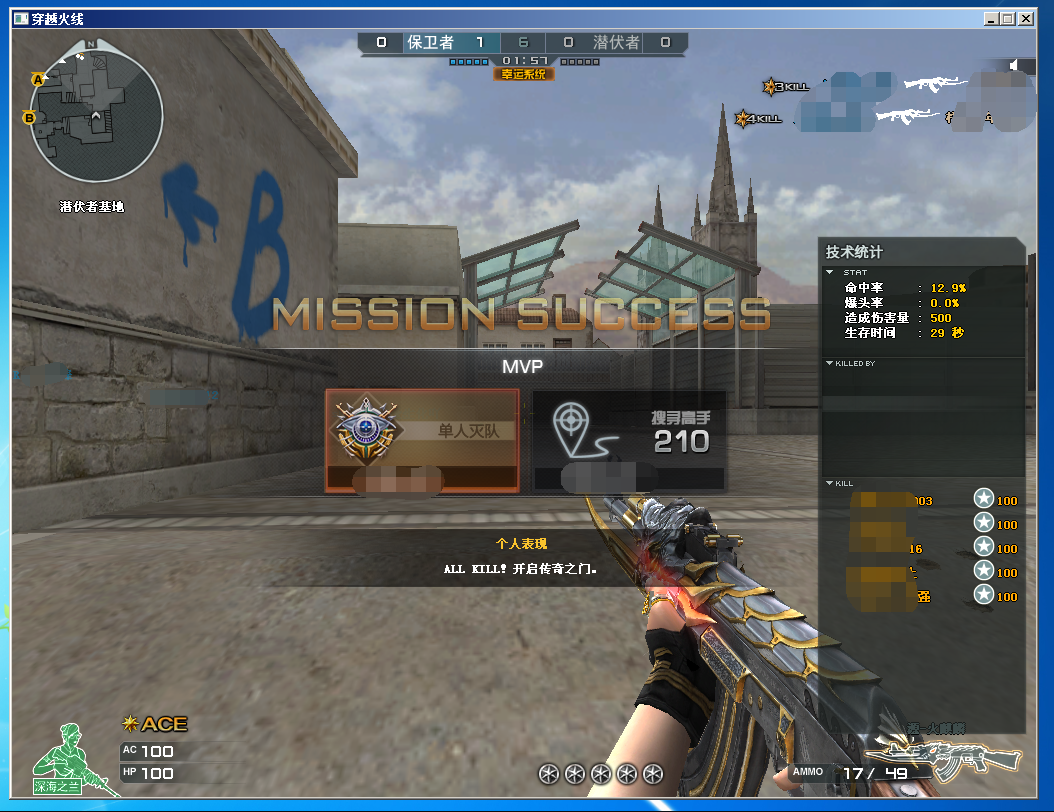 穿越火线
0 保卫者 1 6 0 潜伏者 0
01:57
幸运系统
N
A
B
潜伏者基地
3KILL
4KILL
B
技术统计
STAT
命中率 : 12.9%
爆头率 : 0.0%
造成伤害量 : 500
生存时间 : 29 秒
KILLED BY
MISSION SUCCESS
MVP
单人灭队
搜寻高手
210
KILL
003 100
100
16 100
100
强 100
个人表现
ALL KILL! 开启传奇之门。
ACE
AC 100
HP 100
深海之兰
AMMO 17/ 49